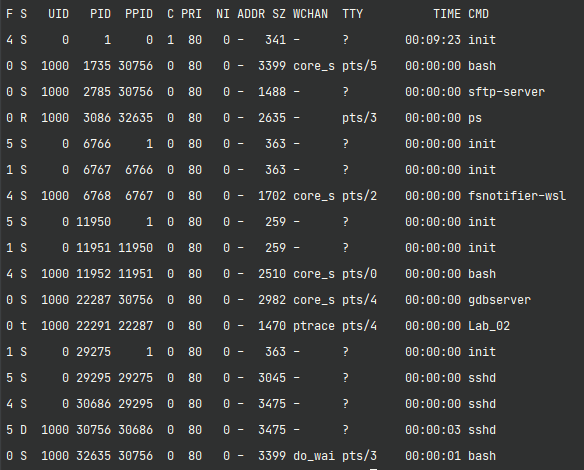 F S   UID   PID  PPID  C PRI  NI ADDR SZ WCHAN  TTY          TIME CMD
4 S     0     1     0  1  80   0 -   341 -      ?        00:09:23 init
0 S  1000  1735 30756  0  80   0 -  3399 core_s pts/5    00:00:00 bash
0 S  1000  2785 30756  0  80   0 -  1488 -      ?        00:00:00 sftp-server
0 R  1000  3086 32635  0  80   0 -  2635 -      pts/3    00:00:00 ps
5 S     0  6766     1  0  80   0 -   363 -      ?        00:00:00 init
1 S     0  6767  6766  0  80   0 -   363 -      ?        00:00:00 init
4 S  1000  6768  6767  0  80   0 -  1702 core_s pts/2    00:00:00 fsnotifier-wsl
5 S     0 11950     1  0  80   0 -   259 -      ?        00:00:00 init
1 S     0 11951 11950  0  80   0 -   259 -      ?        00:00:00 init
4 S  1000 11952 11951  0  80   0 -  2510 core_s pts/0    00:00:00 bash
0 S  1000 22287 30756  0  80   0 -  2982 core_s pts/4    00:00:00 gdbserver
0 t  1000 22291 22287  0  80   0 -  1470 ptrace pts/4    00:00:00 Lab_02
1 S     0 29275     1  0  80   0 -   363 -      ?        00:00:00 init
5 S     0 29295 29275  0  80   0 -  3045 -      ?        00:00:00 sshd
4 S     0 30686 29295  0  80   0 -  3475 -      ?        00:00:00 sshd
5 D  1000 30756 30686  0  80   0 -  3475 -      ?        00:00:03 sshd
0 S  1000 32635 30756  0  80   0 -  3399 do_wai pts/3    00:00:01 bash